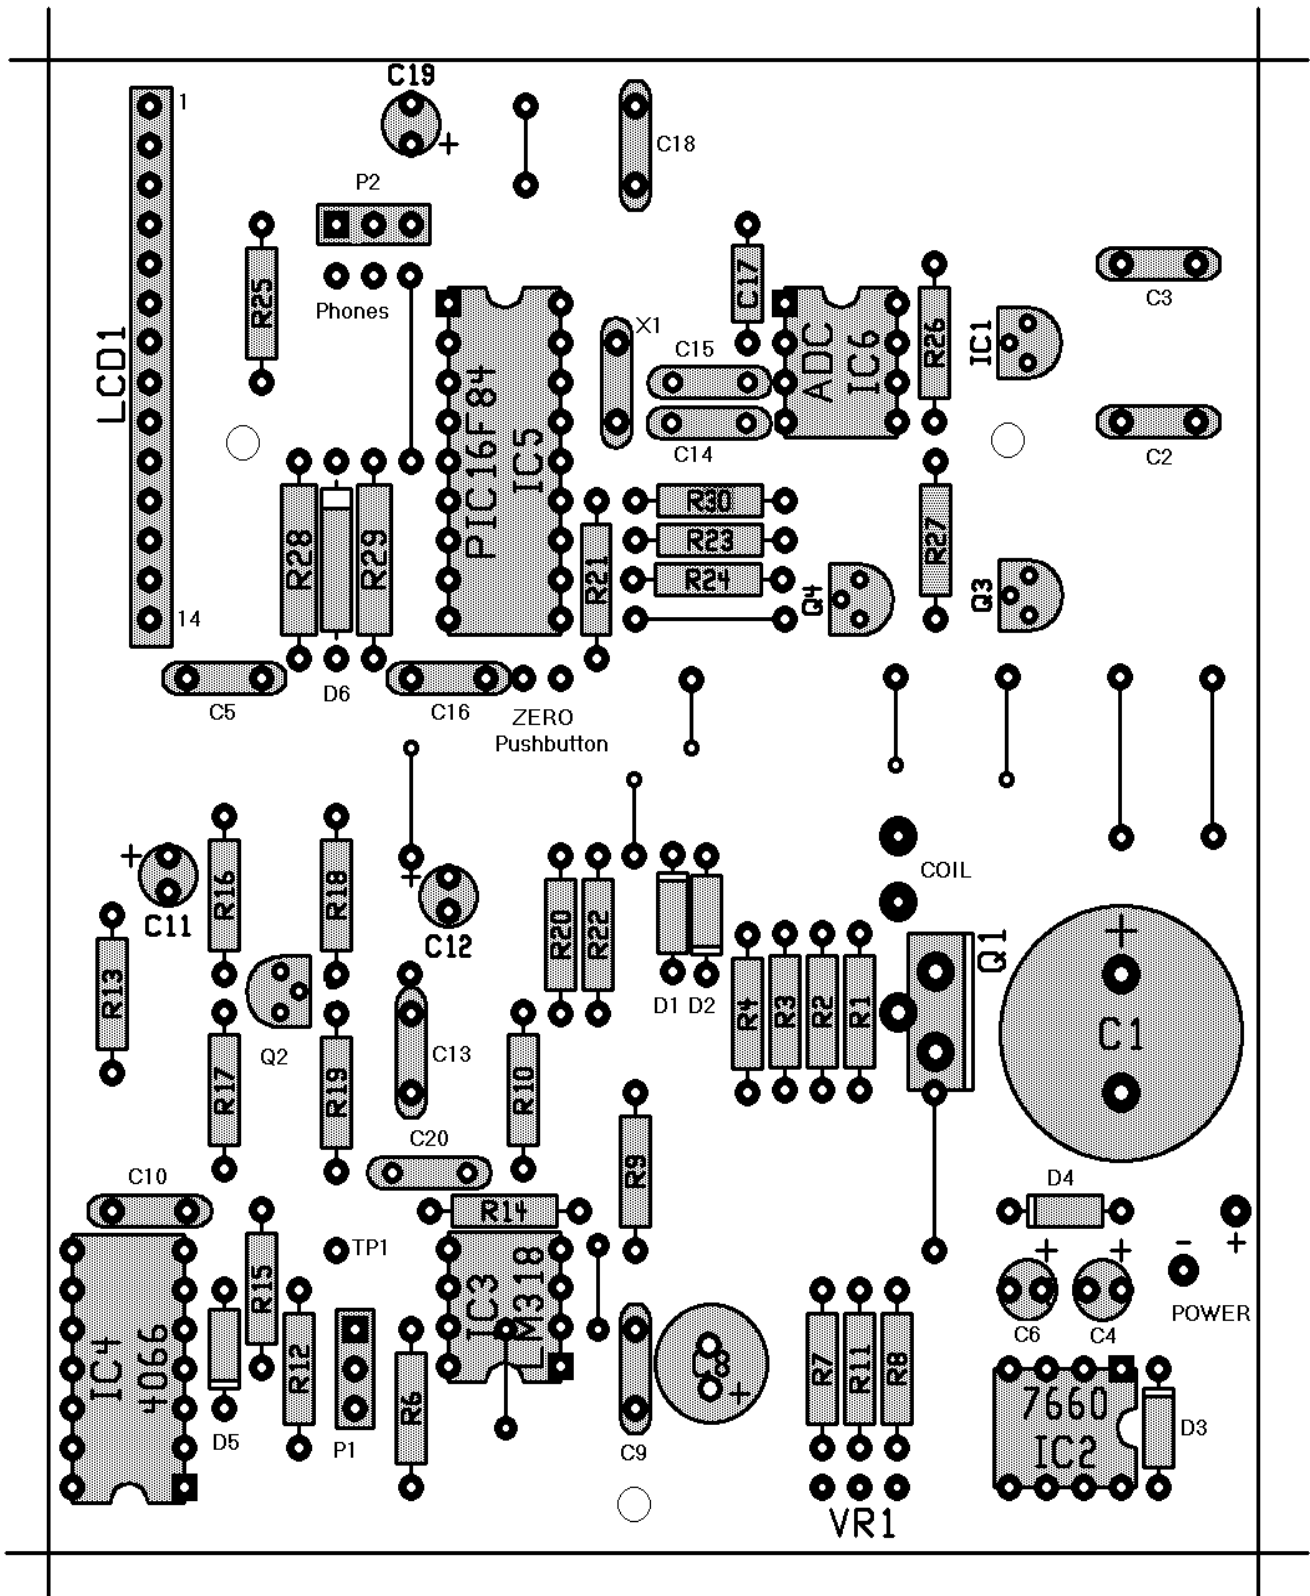 C19
1
C18
P2
Phones
R25
C17
C3
LCD1
X1
C15
ADC
IC6
R26
IC1
PIC16F84
IC5
C14
C2
R28
R29
R21
R30
R23
R24
R27
Q4
Q3
14
C5
D6
C16
ZERO
Pushbutton
+
C11
R16
R18
+
C12
R20
R22
D1
D2
COIL
Q1
R13
Q2
R4
R3
R2
R1
+
C1
R17
R19
C13
R10
C20
R9
C10
R14
D4
TP1
IC3
LM318
R15
- +
POWER
+
C6
+
C4
IC4
4066
D5
R12
P1
R6
C9
C8
+
R7
R11
R8
7660
IC2
D3
VR1